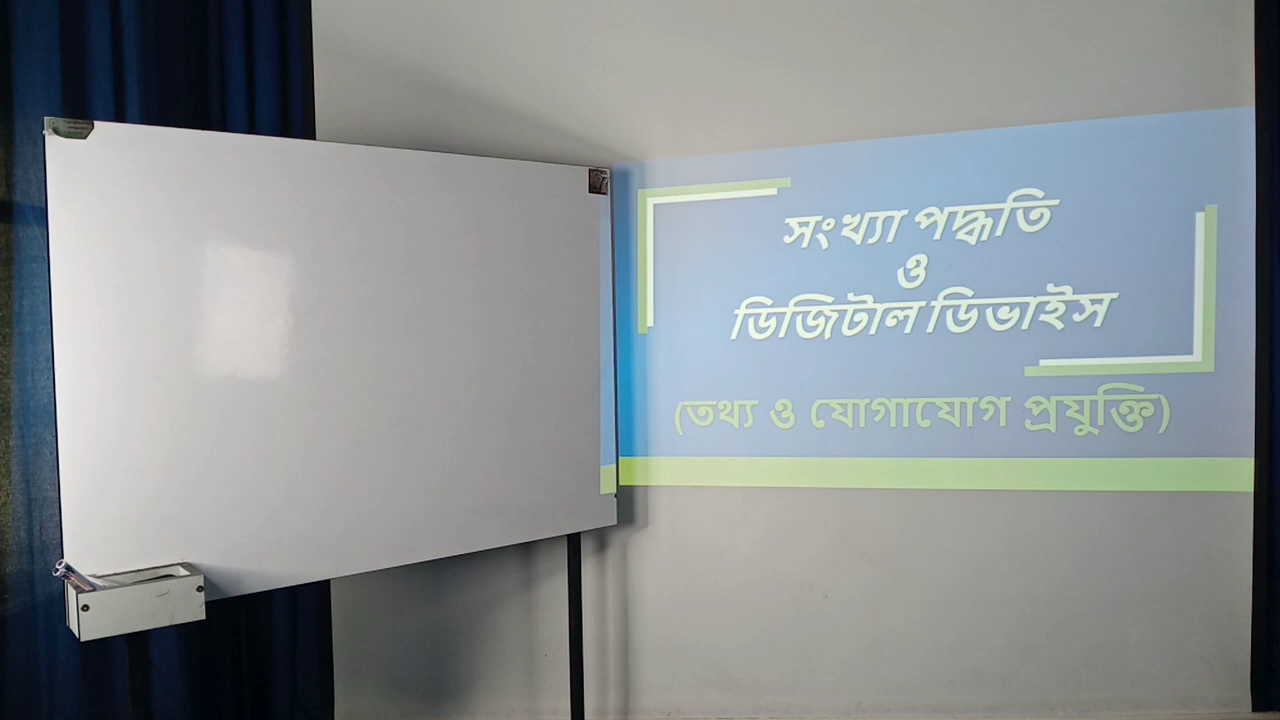 সংখ্যা পদ্ধতি
ও
ডিজিটাল ডিভাইস
(তথ্য ও যোগাযোগ প্রযুক্তি)